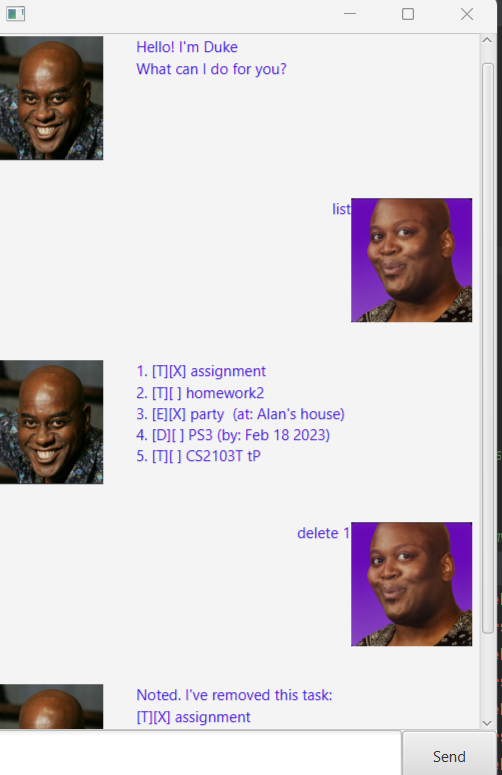 Hello! I'm Duke
What can I do for you?
list
1. [T][X] assignment
2. [T][ ] homework2
3. [E][X] party  (at: Alan's house)
4. [D][ ] PS3 (by: Feb 18 2023)
5. [T][ ] CS2103T tP
delete 1
Noted. I've removed this task:
[T][X] assignment
Send